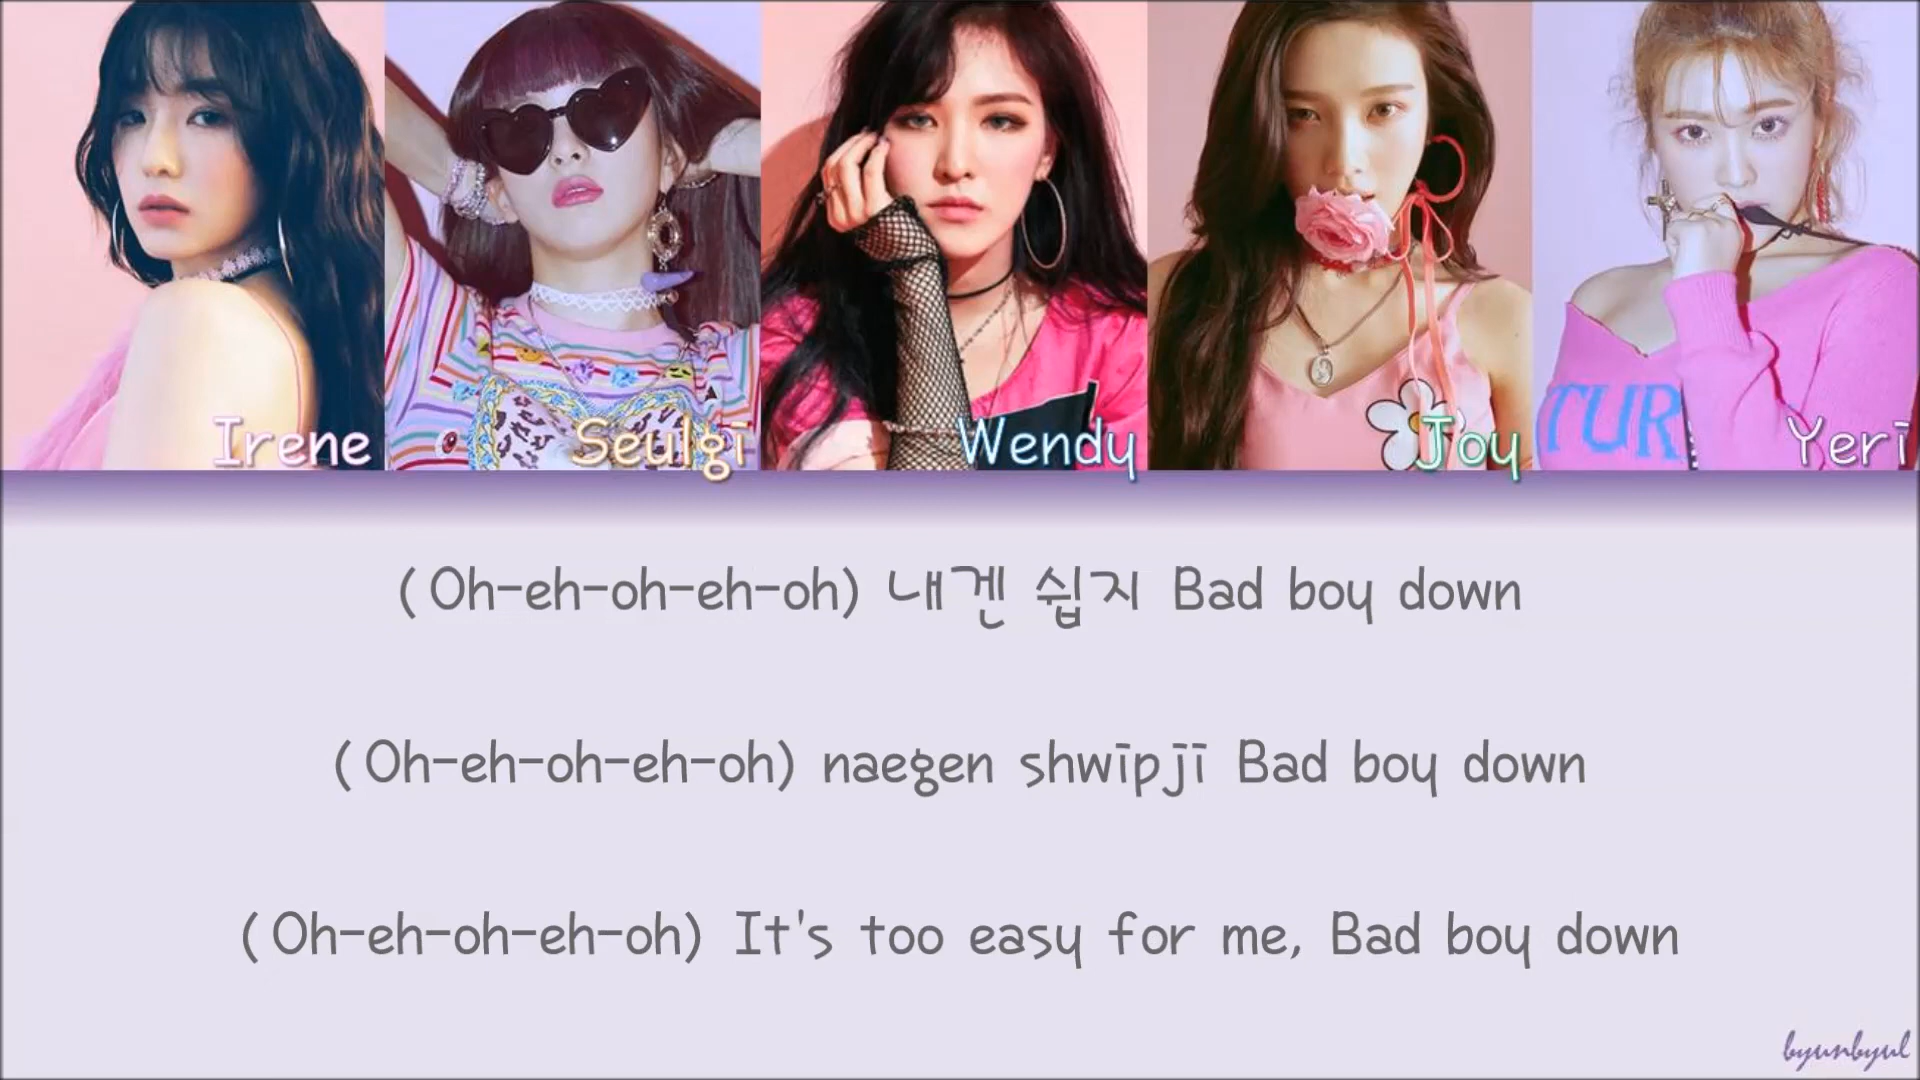 Irene Seulgi Wendy Joy Yeri
TUR
(Oh-eh-oh-eh-oh) 내겐 쉽지 Bad boy down
(Oh-eh-oh-eh-oh) naegen shwipji Bad boy down
(Oh-eh-oh-eh-oh) It's too easy for me, Bad boy down
byunbyul